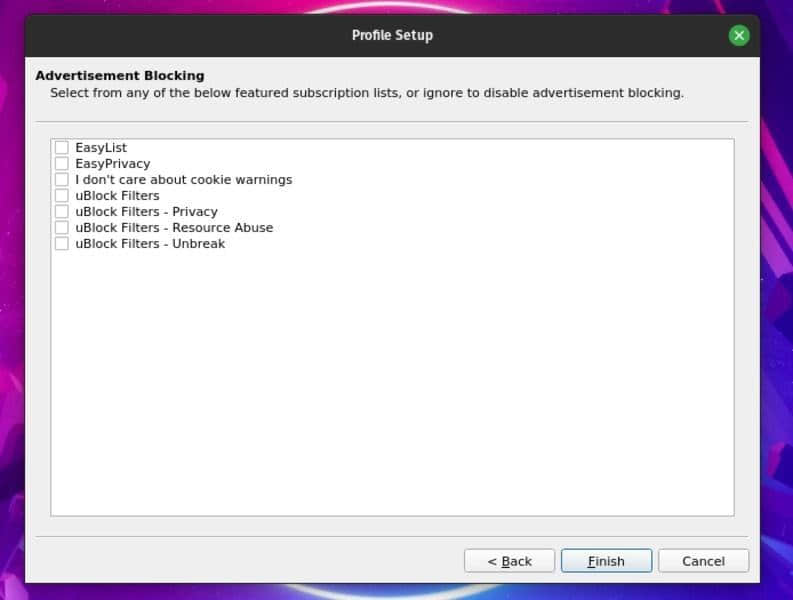 Profile Setup
Advertisement Blocking
Select from any of the below featured subscription lists, or ignore to disable advertisement blocking.
EasyList
EasyPrivacy
I don't care about cookie warnings
uBlock Filters
uBlock Filters - Privacy
uBlock Filters - Resource Abuse
uBlock Filters - Unbreak
< Back Finish Cancel